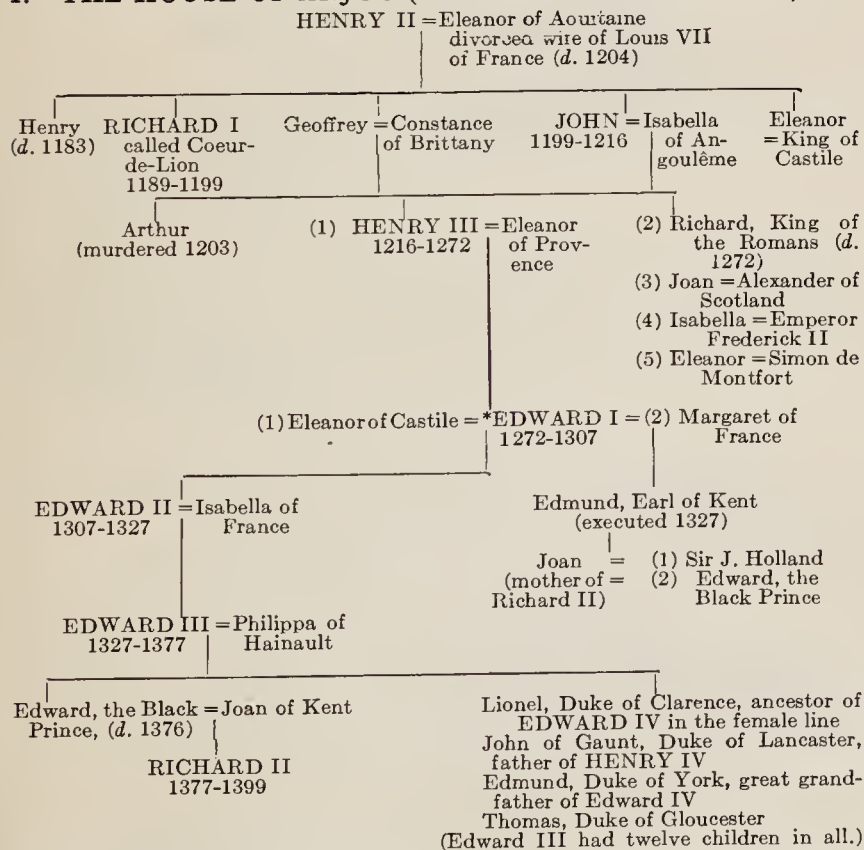 HENRY II = Eleanor of
divorced wife of Louis VII
of France (d. 1204)
Henry
(d. 1183)
RICHARD I
called Coeur-
de-Lion
1189-1199
Geoffrey = Constance
of Brittany
JOHN = Isabella
1199-1216 of An-
goulême
Eleanor
= King of
Castile
Arthur
(murdered 1203)
(1) HENRY III = Eleanor
1216-1272 of Prov-
ence
(2) Richard, King of
the Romans (d.
1272)
(3) Joan = Alexander of
Scotland
(4) Isabella = Emperor
Frederick II
(5) Eleanor = Simon de
Montfort
(1) Eleanor of Castile = *EDWARD I = (2) Margaret of
1272-1307 France
EDWARD II = Isabella of
1307-1327 France
Edmund, Earl of Kent
(executed 1327)
Joan = (1) Sir J. Holland
(mother of = (2) Edward, the
Richard II) Black Prince
EDWARD III = Philippa of
1327-1377 Hainault
Edward, the Black = Joan of Kent
Prince, (d. 1376)
RICHARD II
1377-1399
Lionel, Duke of Clarence, ancestor of
EDWARD IV in the female line
John of Gaunt, Duke of Lancaster,
father of HENRY IV
Edmund, Duke of York, great grand-
father of Edward IV
Thomas, Duke of Gloucester
(Edward III had twelve children in all.)